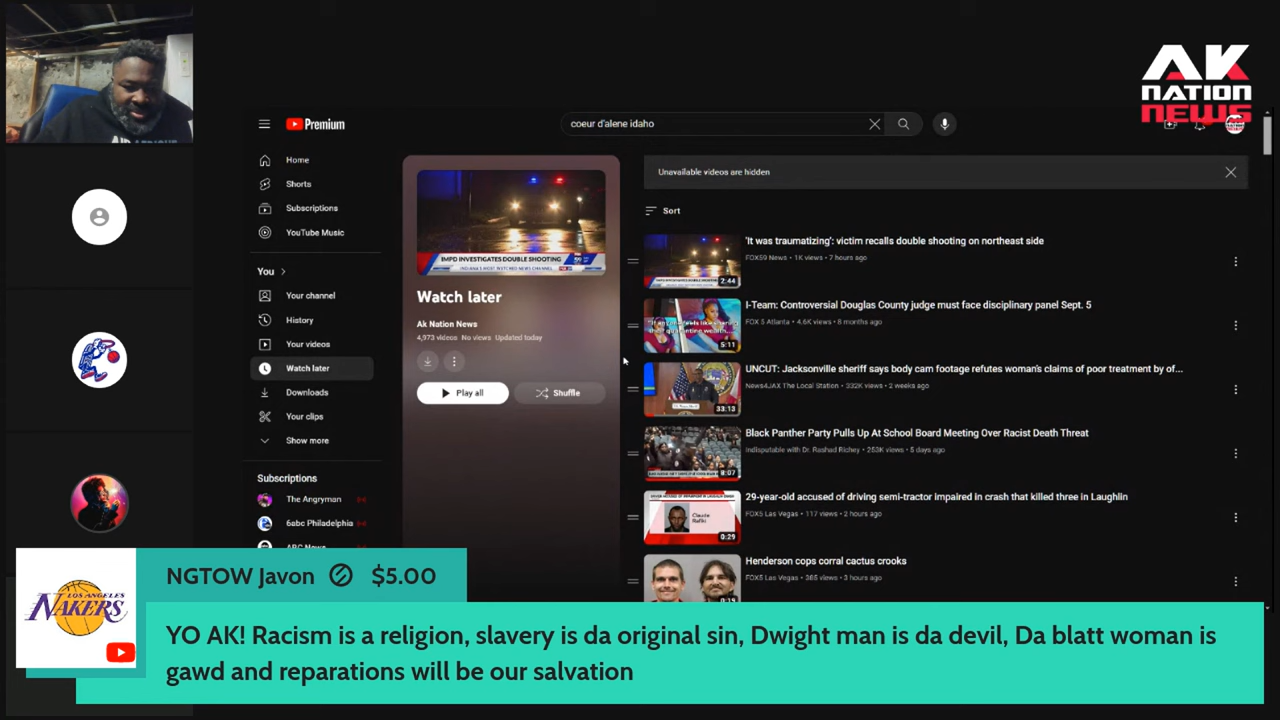 AK
NATION
NEWS
Premium
coeur d'alene idaho
Home
Shorts
Subscriptions
YouTube Music
You
Your channel
History
Your videos
Watch later
Downloads
Your clips
Show more
Subscriptions
The Angryman
6abc Philadelphia
IMPD INVESTIGATES DOUBLE SHOOTING
Watch later
Ak Nation News
4,973 videos No views Updated today
Play all
Shuffle
Unavailable videos are hidden
Sort
2:44
'It was traumatizing': victim recalls double shooting on northeast side
FOX59 News • 1K views • 7 hours ago
5:11
I-Team: Controversial Douglas County judge must face disciplinary panel Sept. 5
FOX 5 Atlanta • 4.6K views • 8 months ago
33:13
UNCUT: Jacksonville sheriff says body cam footage refutes woman's claims of poor treatment by of...
News4JAX The Local Station • 332K views • 2 weeks ago
8:07
Black Panther Party Pulls Up At School Board Meeting Over Racist Death Threat
Indisputable with Dr. Rashad Richey • 253K views • 5 days ago
0:29
29-year-old accused of driving semi-tractor impaired in crash that killed three in Laughlin
FOX5 Las Vegas • 117 views • 2 hours ago
0:19
Henderson cops corral cactus crooks
FOX5 Las Vegas • 385 views • 3 hours ago
LOS ANGELES
NAKERS
NGTOW Javon $5.00
YO AK! Racism is a religion, slavery is da original sin, Dwight man is da devil, Da blatt woman is
gawd and reparations will be our salvation